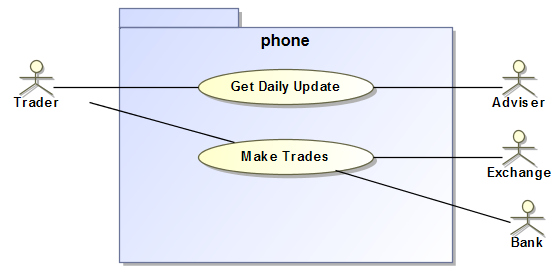 phone
Trader
Get Daily Update
Adviser
Make Trades
Exchange
Bank